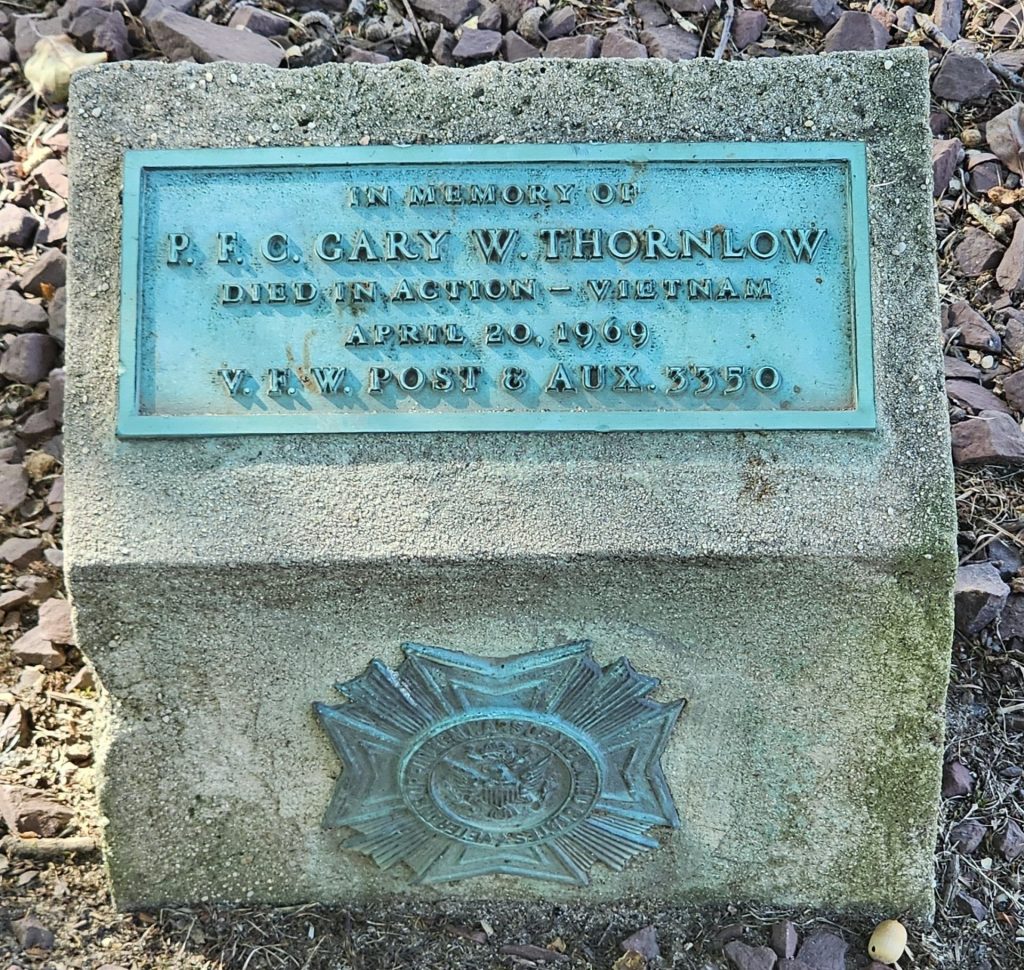 IN MEMORY OF
P. F. C. GARY W. THORNLOW
DIED IN ACTION – VIETNAM
APRIL 20, 1969
V. F. W. POST & AUX. 3350